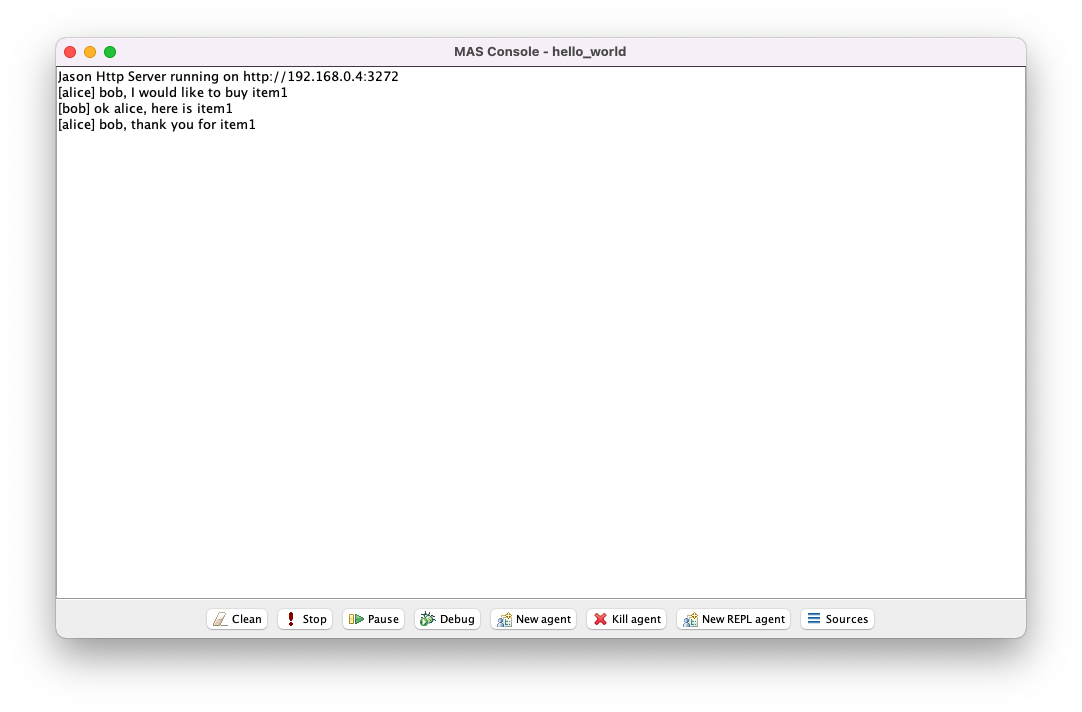 MAS Console - hello_world
Jason Http Server running on http://192.168.0.4:3272
[alice] bob, I would like to buy item1
[bob] ok alice, here is item1
[alice] bob, thank you for item1
Clean Stop Pause Debug New agent Kill agent New REPL agent Sources